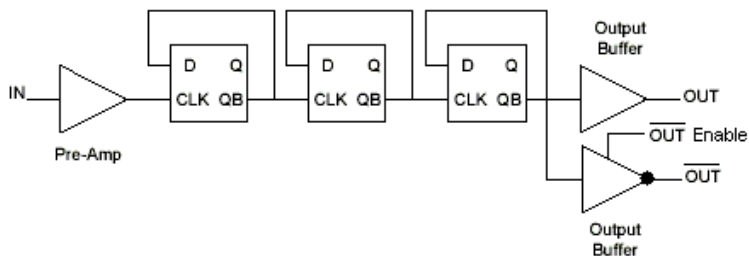 Output
Buffer
D Q D Q D Q
IN CLK QB CLK QB CLK QB OUT
OUT Enable
Pre-Amp
OUT
Output
Buffer